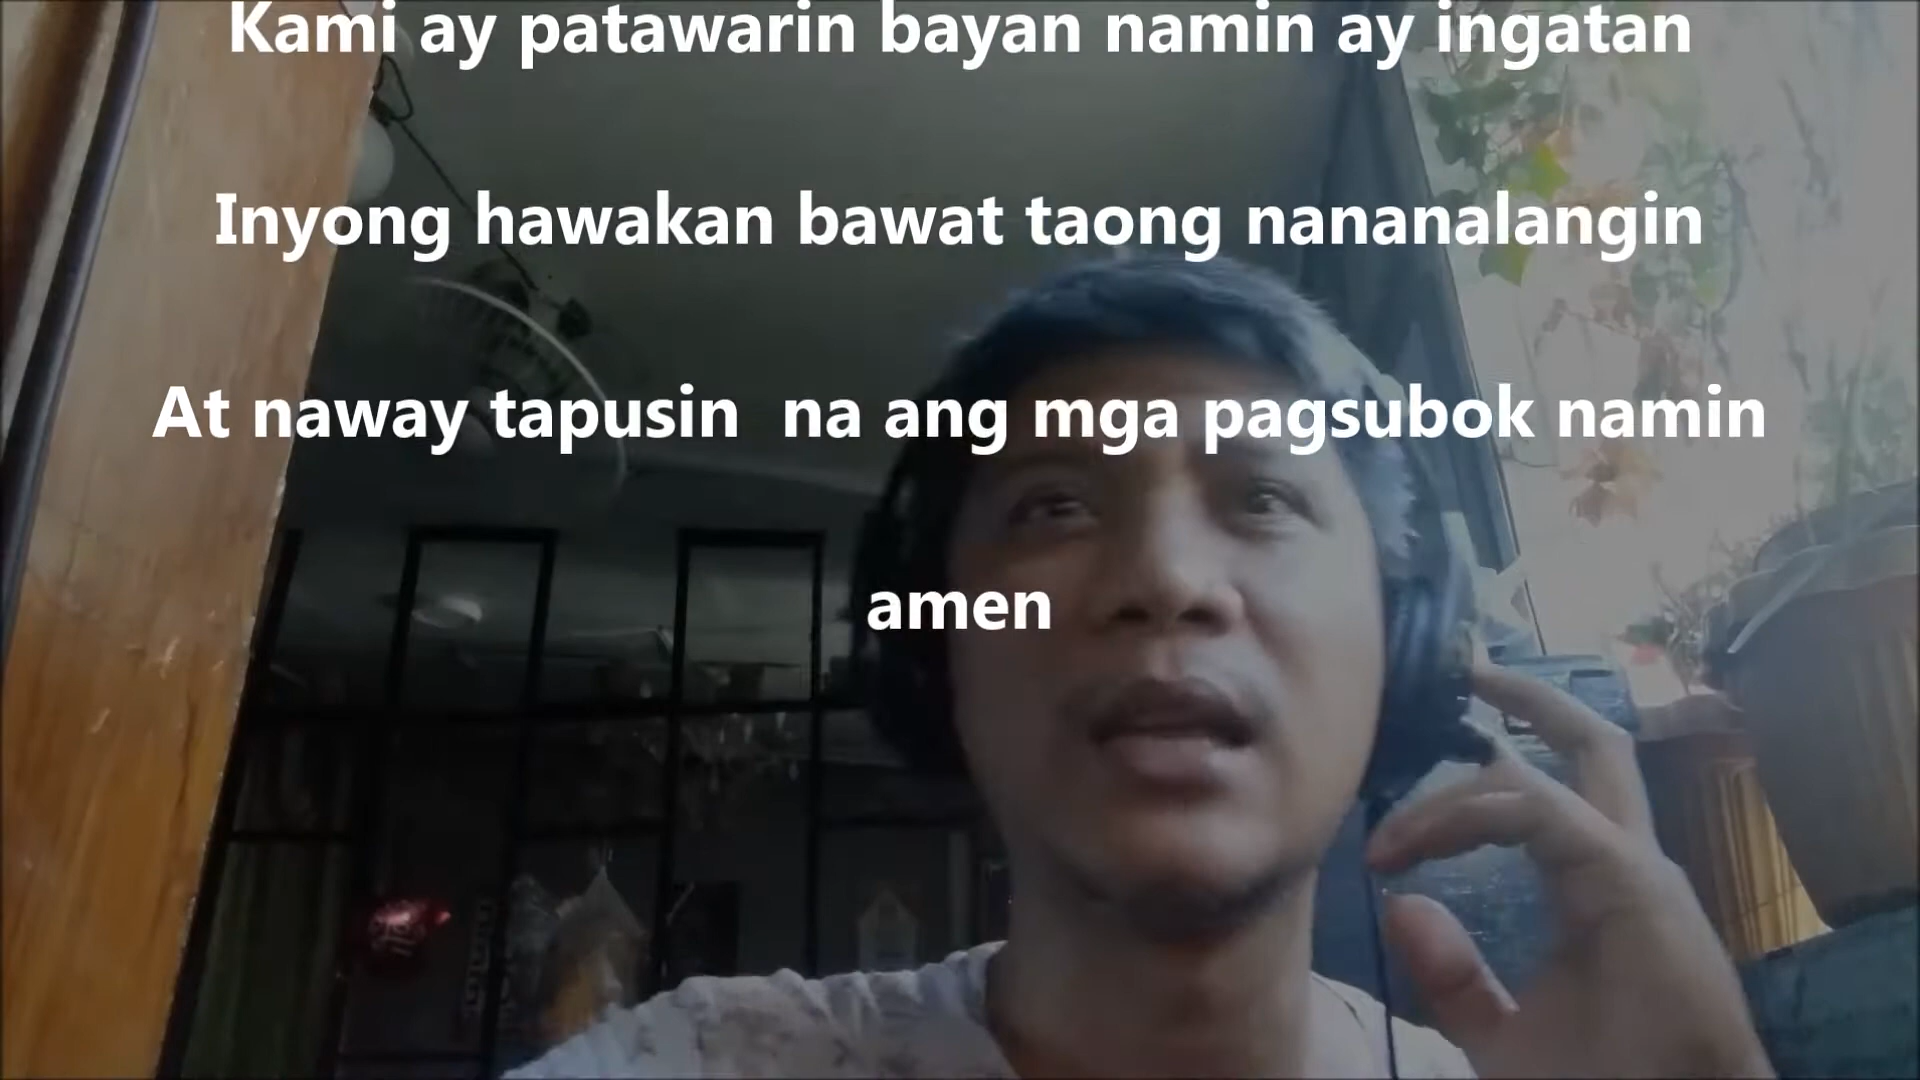 Kami ay patawarin bayan namin ay ingatan
Inyong hawakan bawat taong nananalangin
At naway tapusin  na ang mga pagsubok namin
amen